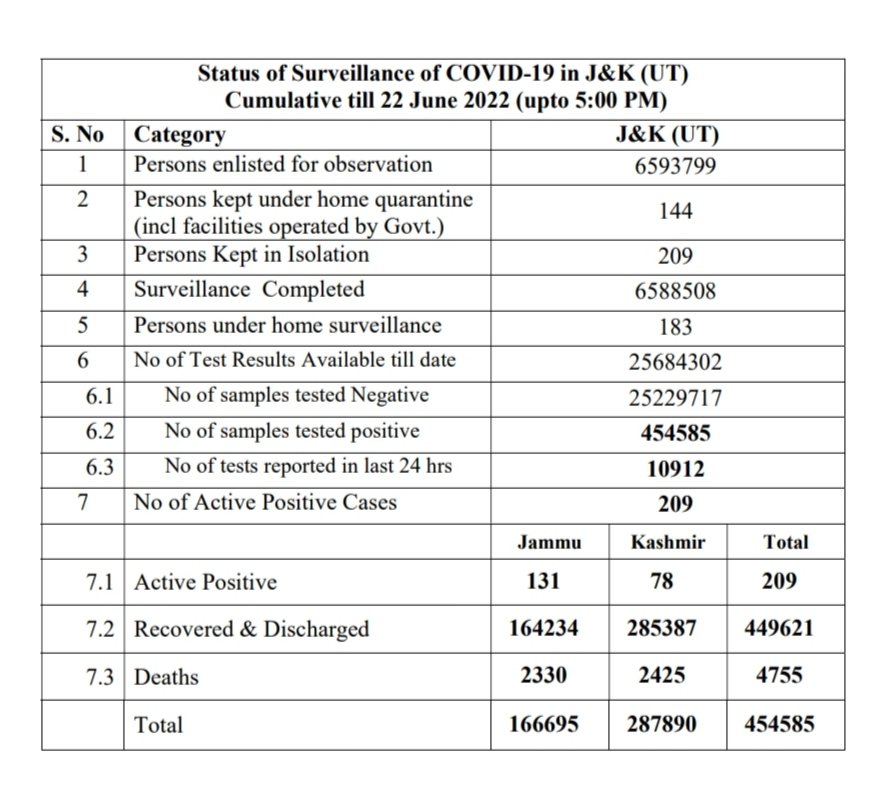 Status of Surveillance of COVID-19 in J&K (UT)
Cumulative till 22 June 2022 (upto 5:00 PM)
S. No Category J&K (UT)
1 Persons enlisted for observation 6593799
2 Persons kept under home quarantine
(incl facilities operated by Govt.) 144
3 Persons Kept in Isolation 209
4 Surveillance Completed 6588508
5 Persons under home surveillance 183
6 No of Test Results Available till date 25684302
6.1 No of samples tested Negative 25229717
6.2 No of samples tested positive 454585
6.3 No of tests reported in last 24 hrs 10912
7 No of Active Positive Cases 209
Jammu Kashmir Total
7.1 Active Positive 131 78 209
7.2 Recovered & Discharged 164234 285387 449621
7.3 Deaths 2330 2425 4755
Total 166695 287890 454585